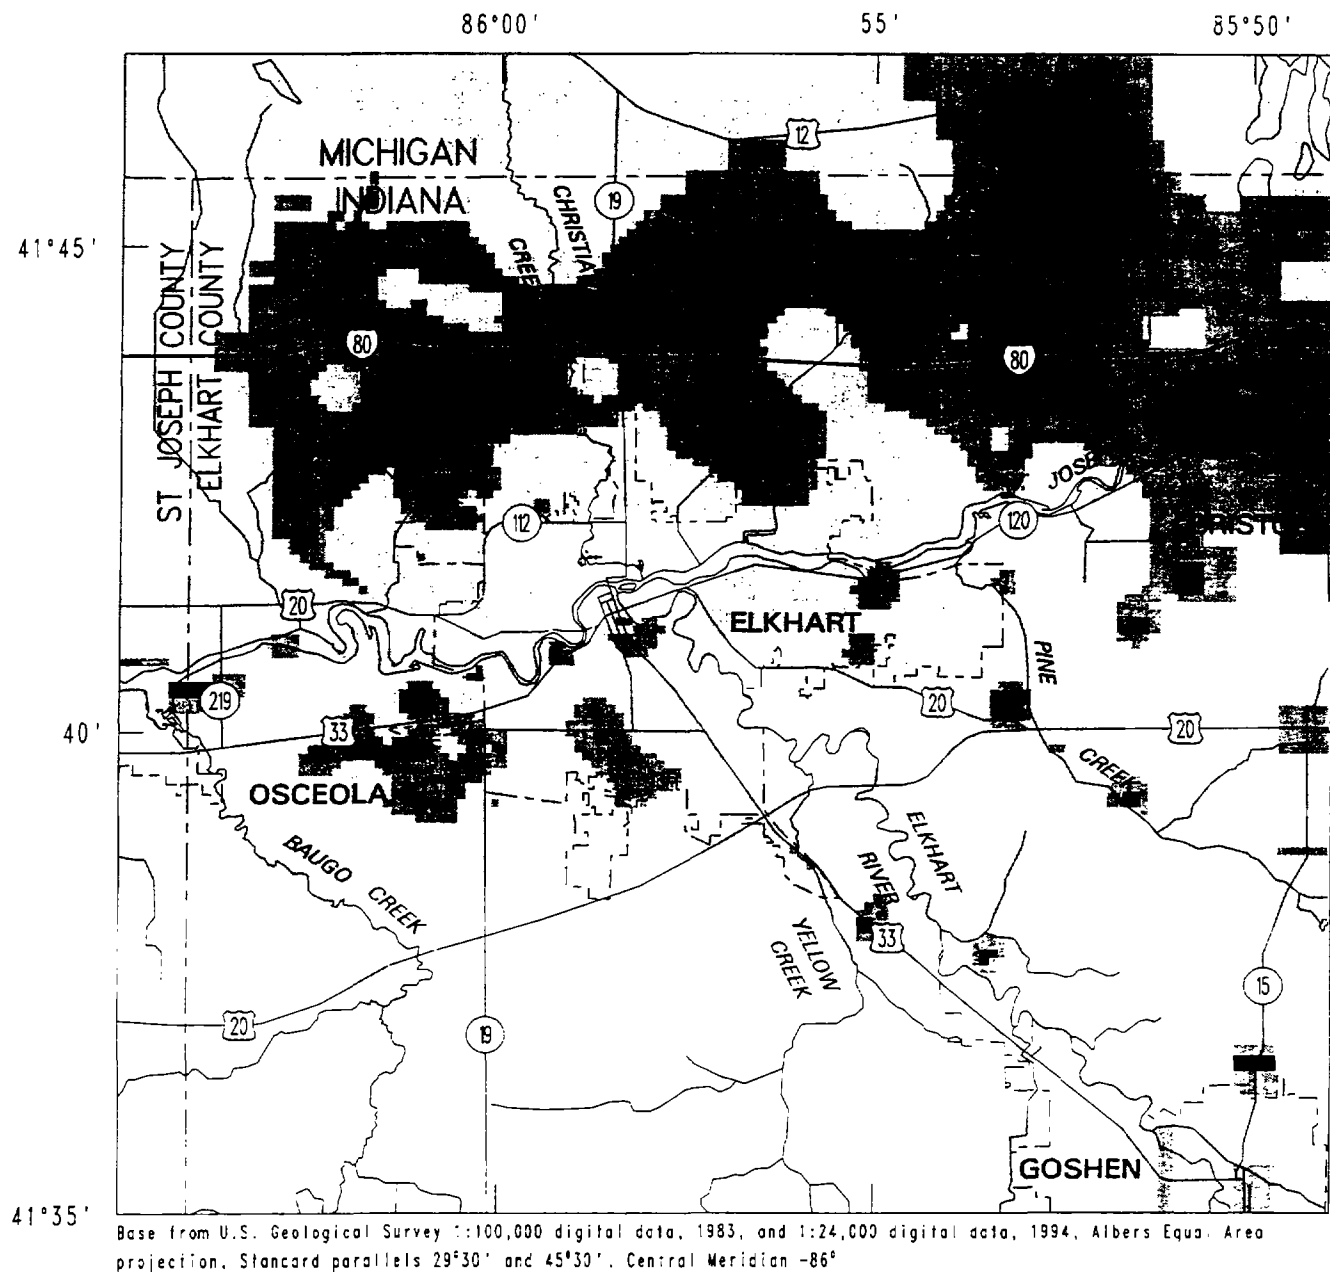 86°00' 55' 85°50'
12
MICHIGAN
INDIANA
19
CHRISTIA
CREE
41°45'
ST JOSEPH COUNTY
ELKHART COUNTY
80
80
JOSE
112
120
RISTO
20
ELKHART
PINE
219
20
20
33
40'
CREEK
OSCEOLA
ELKHART
RIVER
BAUGO CREEK
33
YELLOW
CREEK
15
20
19
GOSHEN
41°35'
Base from U.S. Geological Survey 1:100,000 digital data, 1983, and 1:24,000 digital data, 1994, Albers Equa. Area
projection. Stancard parallels 29°30' and 45°30'. Central Meridian -86°